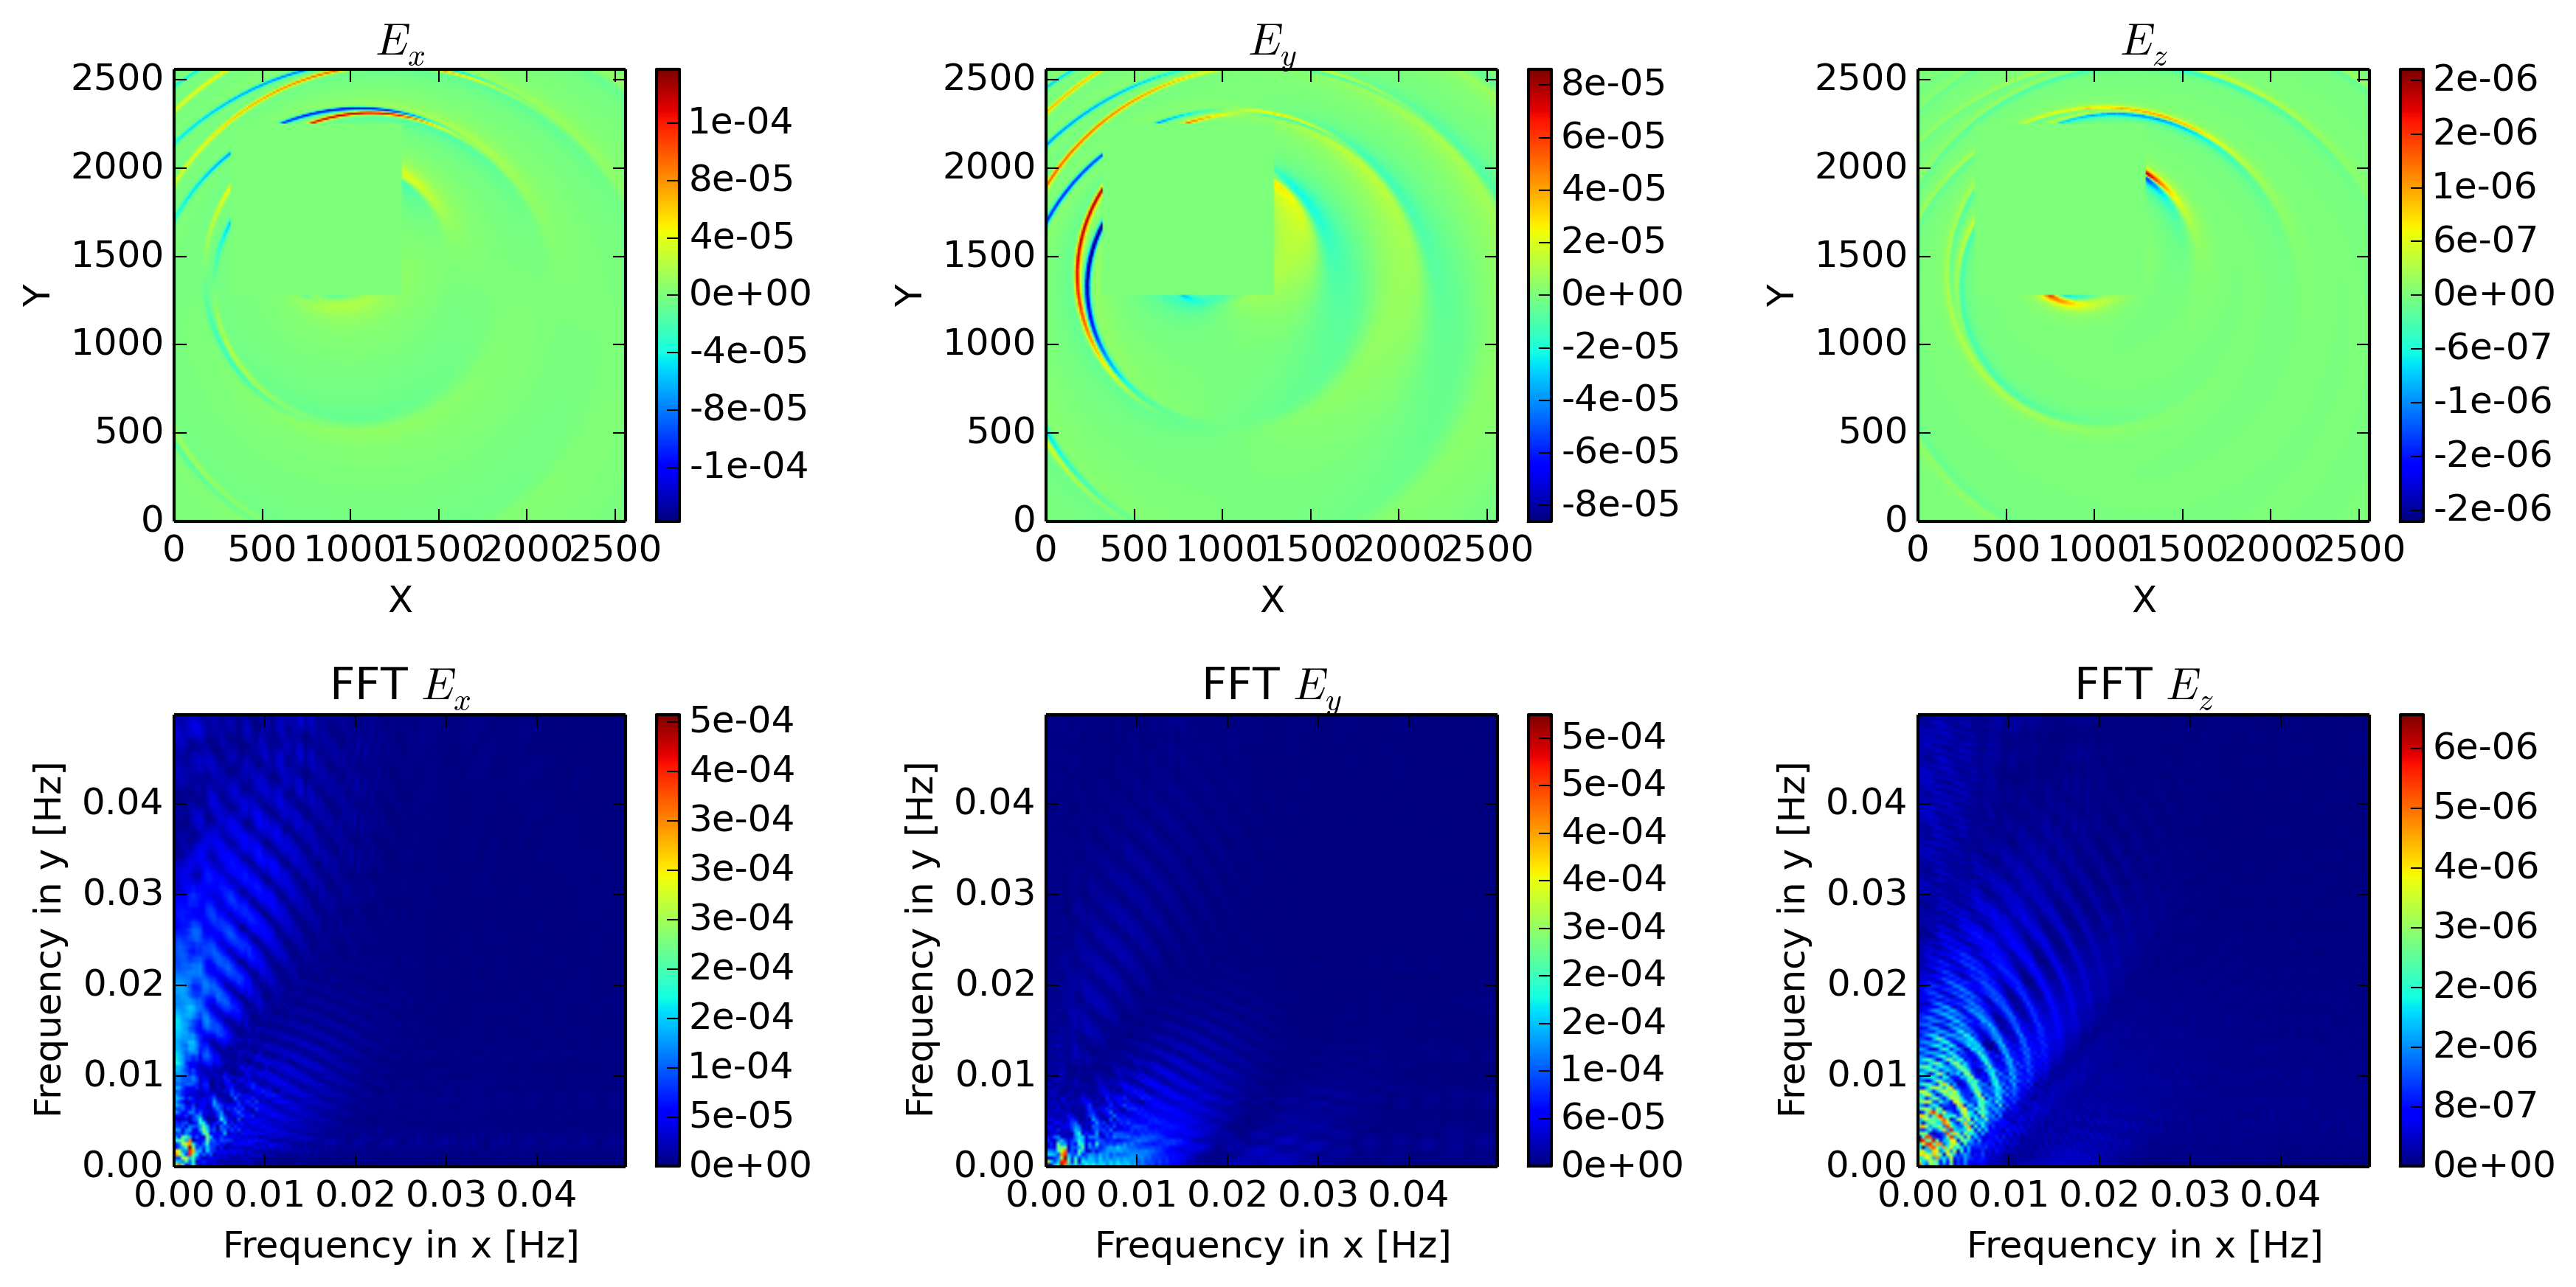 E_x
E_y
E_z
2500
2000
1500
1000
500
0
Y
0 500 1000 1500 2000 2500
X
1e-04
8e-05
4e-05
0e+00
-4e-05
-8e-05
-1e-04
2500
2000
1500
1000
500
0
Y
0 500 1000 1500 2000 2500
X
8e-05
6e-05
4e-05
2e-05
0e+00
-2e-05
-4e-05
-6e-05
-8e-05
2500
2000
1500
1000
500
0
Y
0 500 1000 1500 2000 2500
X
2e-06
2e-06
1e-06
6e-07
0e+00
-6e-07
-1e-06
-2e-06
-2e-06
FFT E_x
FFT E_y
FFT E_z
0.04
0.03
0.02
0.01
0.00
Frequency in y [Hz]
0.00 0.01 0.02 0.03 0.04
Frequency in x [Hz]
5e-04
4e-04
3e-04
3e-04
3e-04
2e-04
2e-04
1e-04
5e-05
0e+00
0.04
0.03
0.02
0.01
0.00
Frequency in y [Hz]
0.00 0.01 0.02 0.03 0.04
Frequency in x [Hz]
5e-04
5e-04
4e-04
4e-04
3e-04
2e-04
2e-04
1e-04
6e-05
0e+00
0.04
0.03
0.02
0.01
0.00
Frequency in y [Hz]
0.00 0.01 0.02 0.03 0.04
Frequency in x [Hz]
6e-06
5e-06
4e-06
3e-06
2e-06
2e-06
8e-07
0e+00